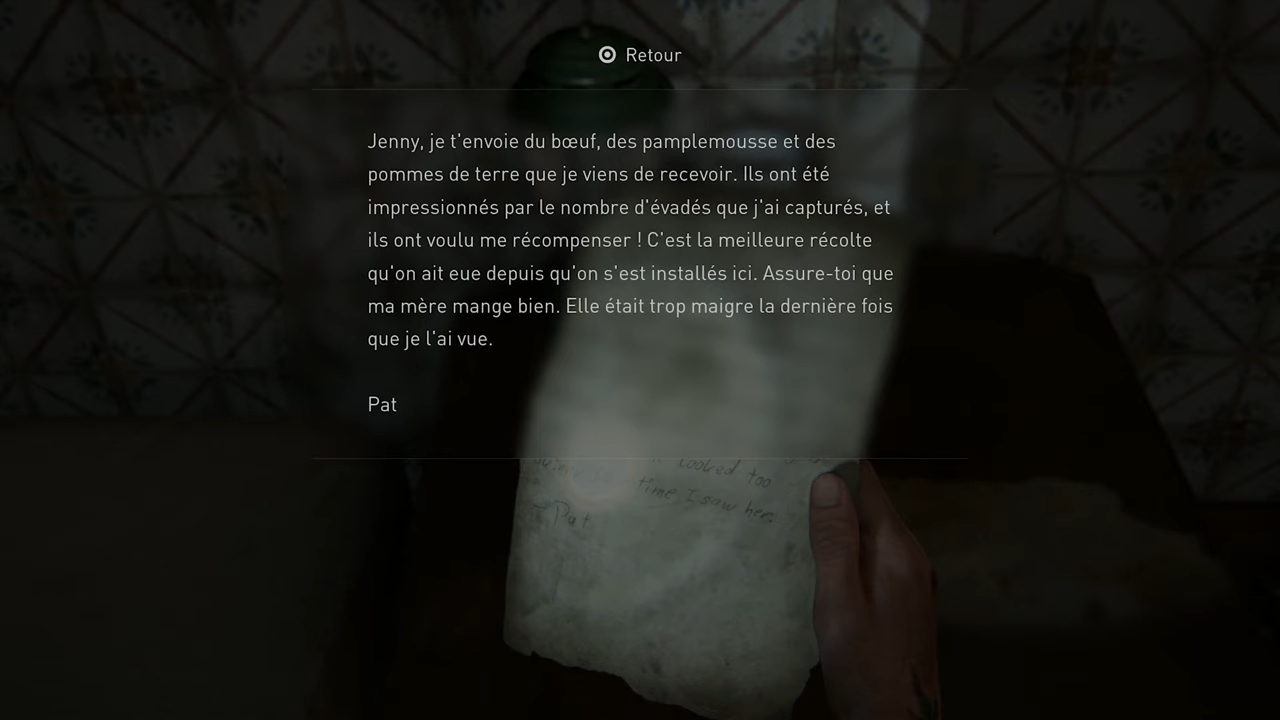 Retour
Jenny, je t'envoie du bœuf, des pamplemousse et des
pommes de terre que je viens de recevoir. Ils ont été
impressionnés par le nombre d'évadés que j'ai capturés, et
ils ont voulu me récompenser ! C'est la meilleure récolte
qu'on ait eue depuis qu'on s'est installés ici. Assure-toi que
ma mère mange bien. Elle était trop maigre la dernière fois
que je l'ai vue.
Pat
looked too
time I saw her.
Pat